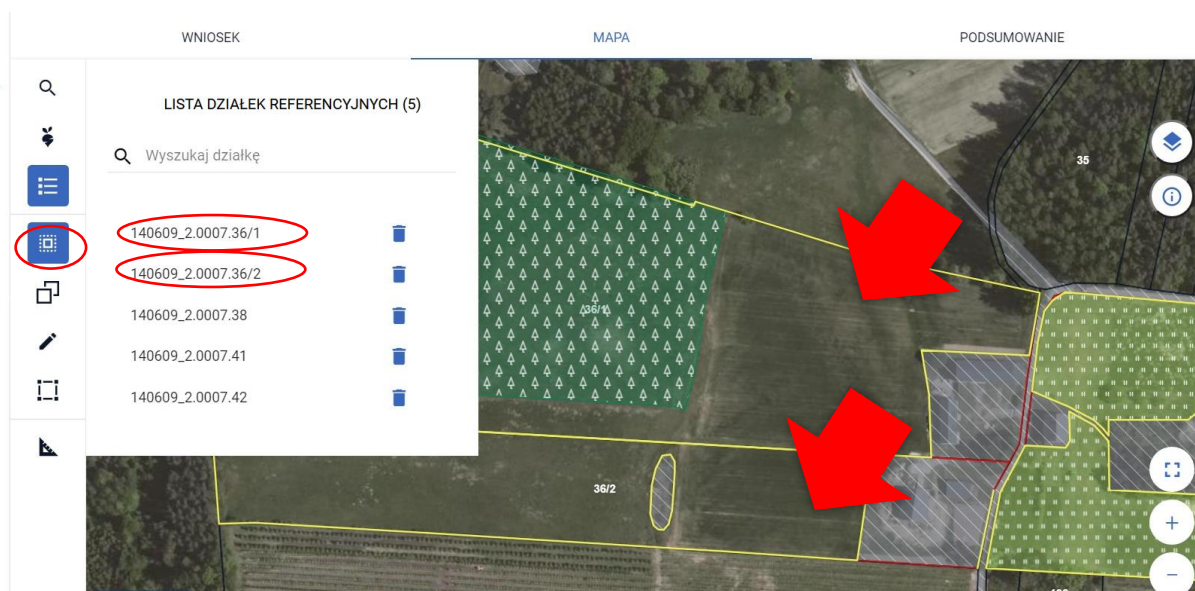 WNIOSEK MAPA PODSUMOWANIE
LISTA DZIAŁEK REFERENCYJNYCH (5)
Wyszukaj działkę
140609_2.0007.36/1
140609_2.0007.36/2
140609_2.0007.38
140609_2.0007.41
140609_2.0007.42
35
36/1
36/2